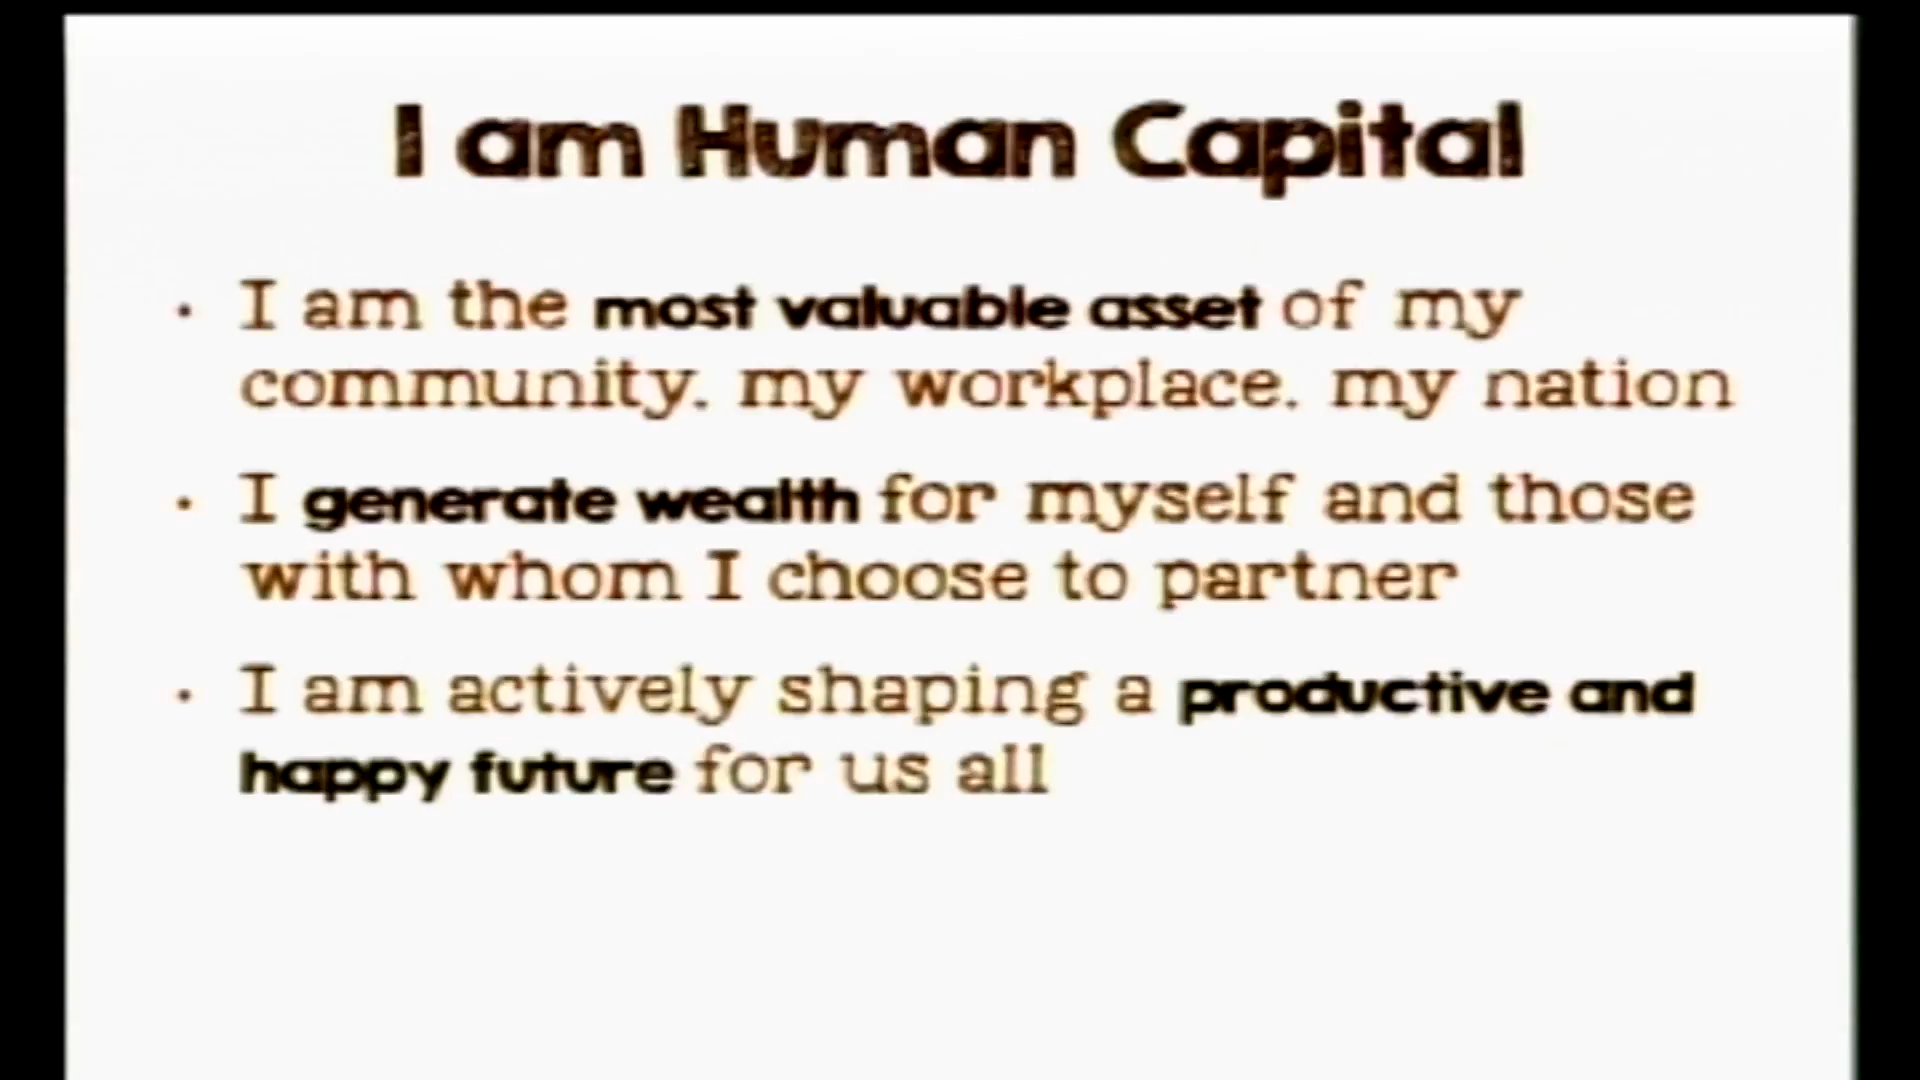 I am Human Capital
· I am the most valuable asset of my
community, my workplace, my nation
· I generate wealth for myself and those
with whom I choose to partner
· I am actively shaping a productive and
happy future for us all